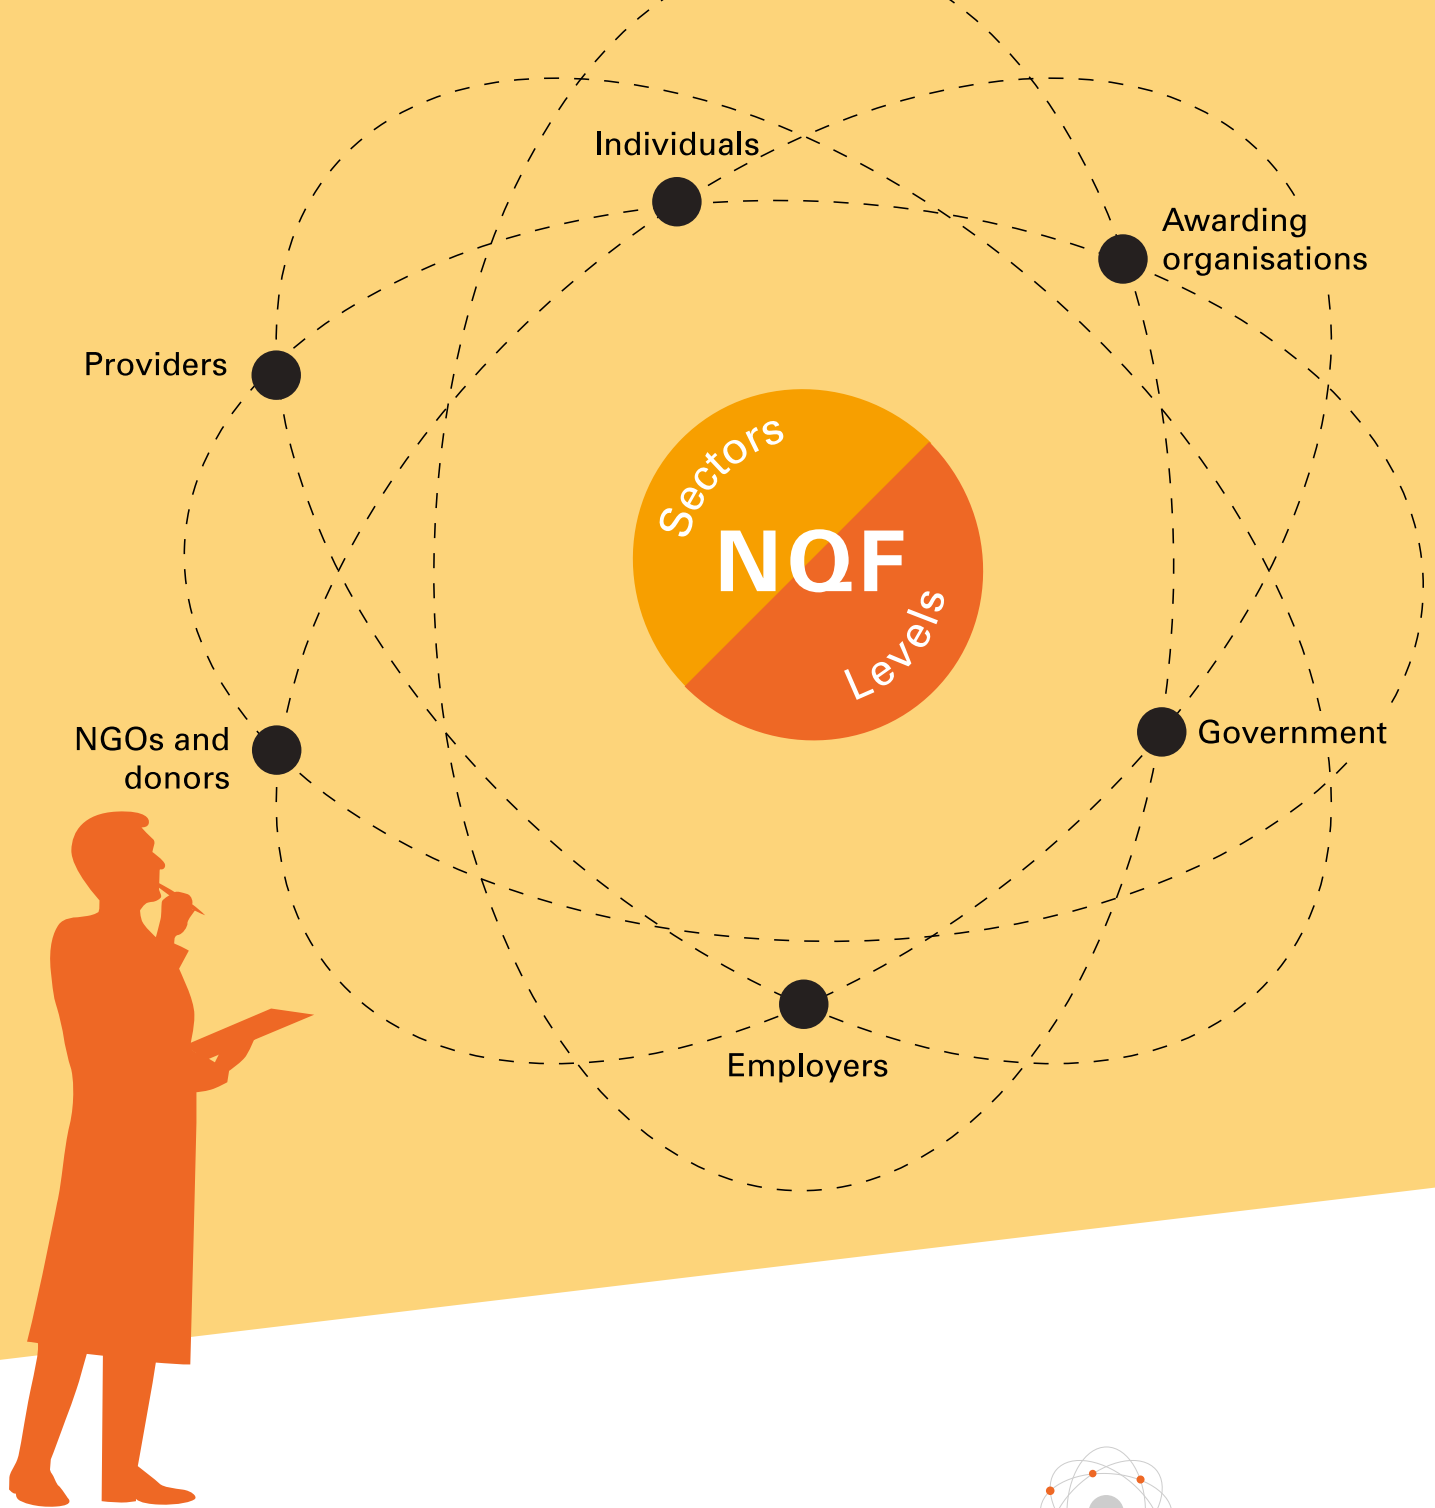 Individuals
Awarding
organisations
Providers
Sectors
NQF
Levels
NGOs and
donors
Government
Employers